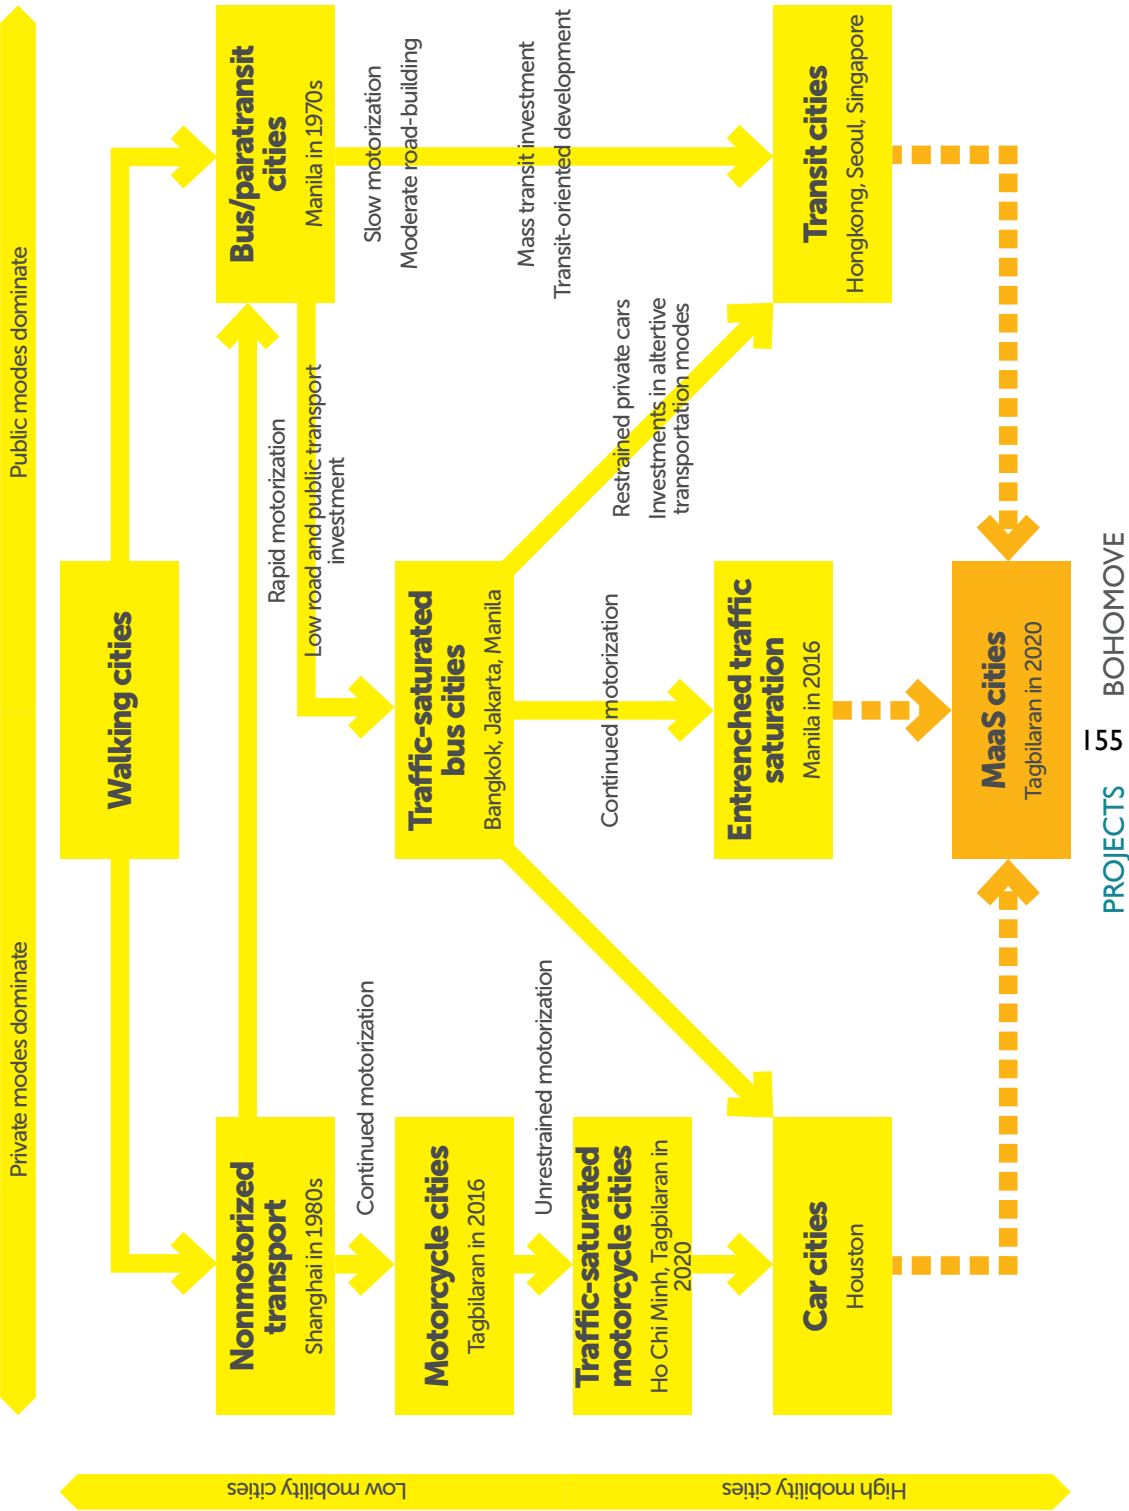 Private modes dominate
Public modes dominate
Walking cities
Nonmotorized
transport
Shanghai in 1980s
Bus/paratransit
cities
Manila in 1970s
Rapid motorization
Low road and public transport
investment
Continued motorization
Slow motorization
Moderate road-building
Motorcycle cities
Tagbilaran in 2016
Traffic-saturated
bus cities
Bangkok, Jakarta, Manila
Unrestrained motorization
Mass transit investment
Transit-oriented development
Traffic-saturated
motorcycle cities
Ho Chi Minh, Tagbilaran in
2020
Continued motorization
Restrained private cars
Investments in altertive
transportation modes
Entrenched traffic
saturation
Manila in 2016
Car cities
Houston
Transit cities
Hongkong, Seoul, Singapore
MaaS cities
Tagbilaran in 2020
Low mobility cities
High mobility cities
PROJECTS 155 BOHOMOVE